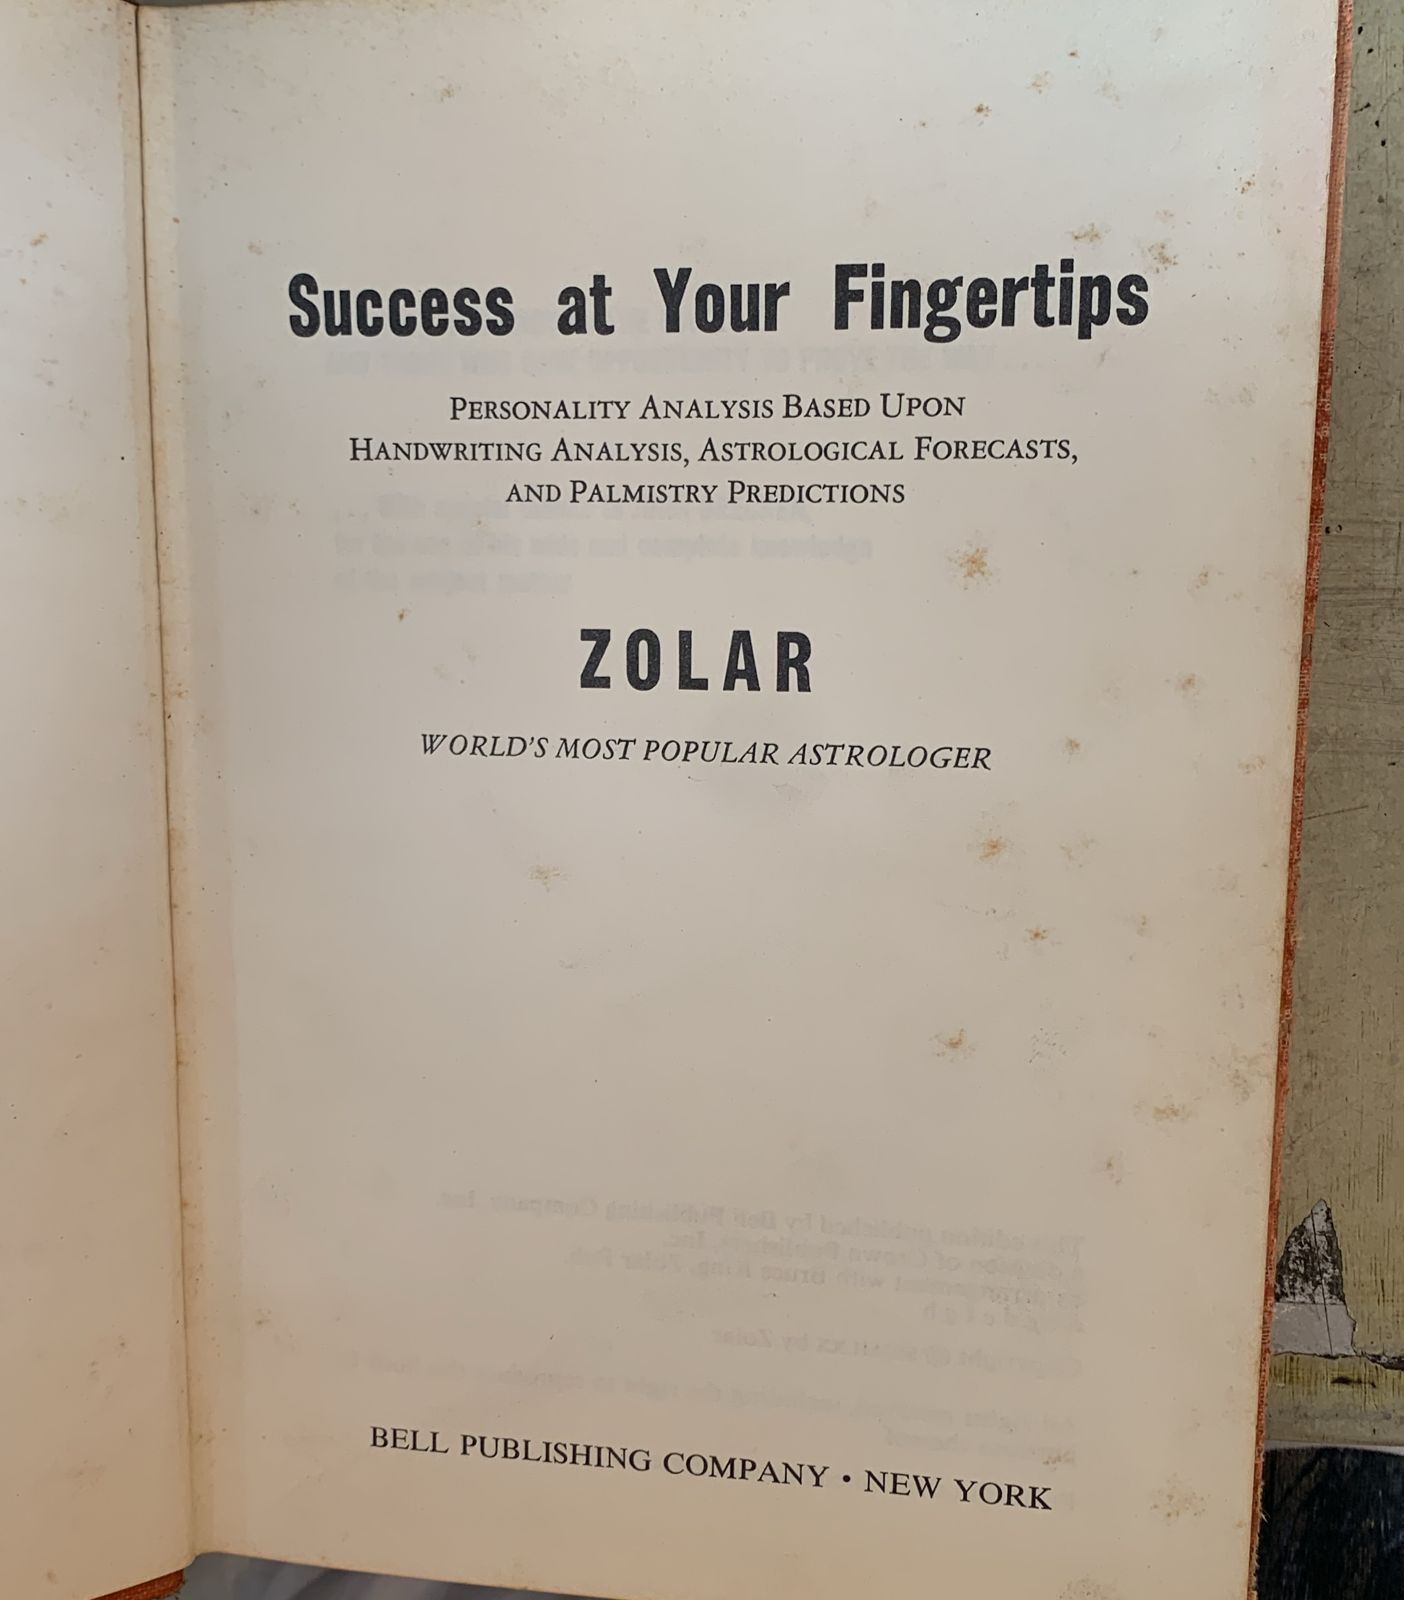 Success at Your Fingertips
PERSONALITY ANALYSIS BASED UPON
HANDWRITING ANALYSIS, ASTROLOGICAL FORECASTS,
AND PALMISTRY PREDICTIONS
ZOLAR
WORLD'S MOST POPULAR ASTROLOGER
BELL PUBLISHING COMPANY • NEW YORK